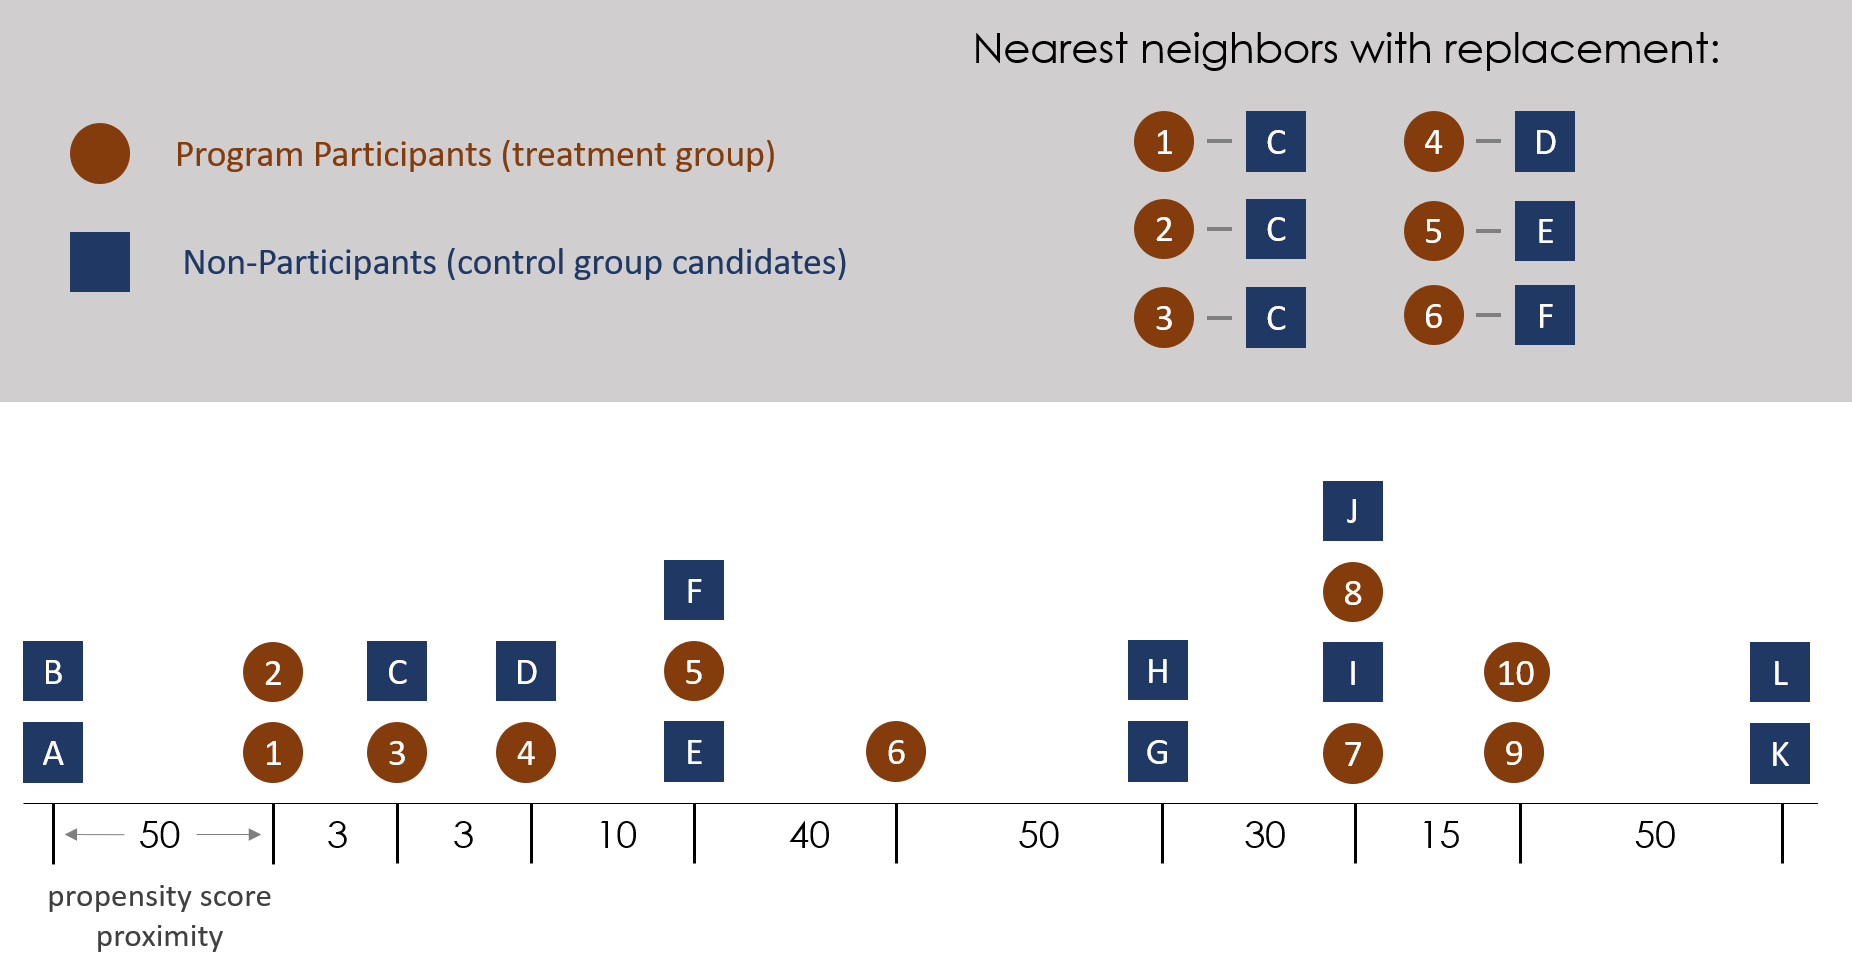 Nearest neighbors with replacement:
Program Participants (treatment group)
Non-Participants (control group candidates)
1 – C
4 – D
2 – C
5 – E
3 – C
6 – F
J
F
8
B
2
C
D
5
H
I
10
L
A
1
3
4
E
6
G
7
9
K
50
3
3
10
40
50
30
15
50
propensity score
proximity